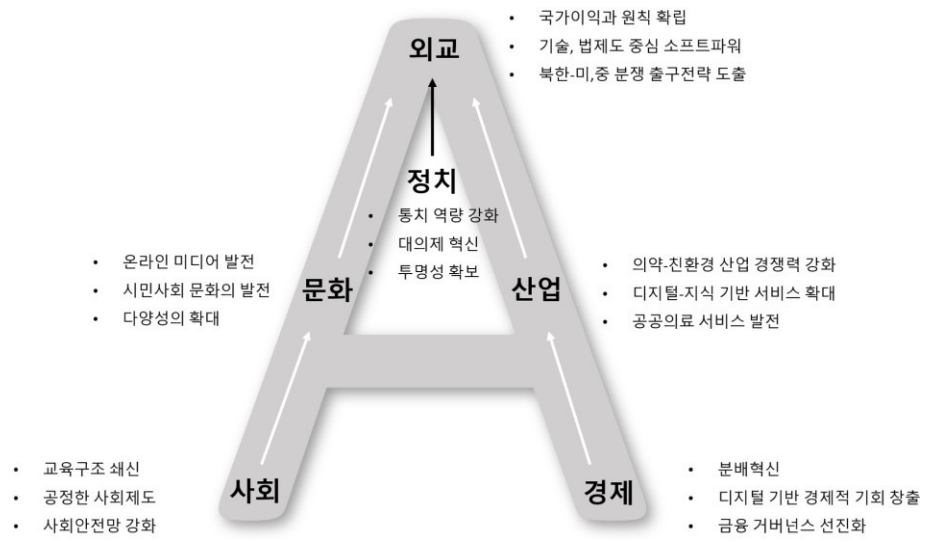 외교
• 국가이익과 원칙 확립
• 기술, 법제도 중심 소프트파워
• 북한-미,중 분쟁 출구전략 도출
정치
• 통치 역량 강화
• 대의제 혁신
• 투명성 확보
문화
• 온라인 미디어 발전
• 시민사회 문화의 발전
• 다양성의 확대
산업
• 의약-친환경 산업 경쟁력 강화
• 디지털-지식 기반 서비스 확대
• 공공의료 서비스 발전
사회
• 교육구조 쇄신
• 공정한 사회제도
• 사회안전망 강화
경제
• 분배혁신
• 디지털 기반 경제적 기회 창출
• 금융 거버넌스 선진화